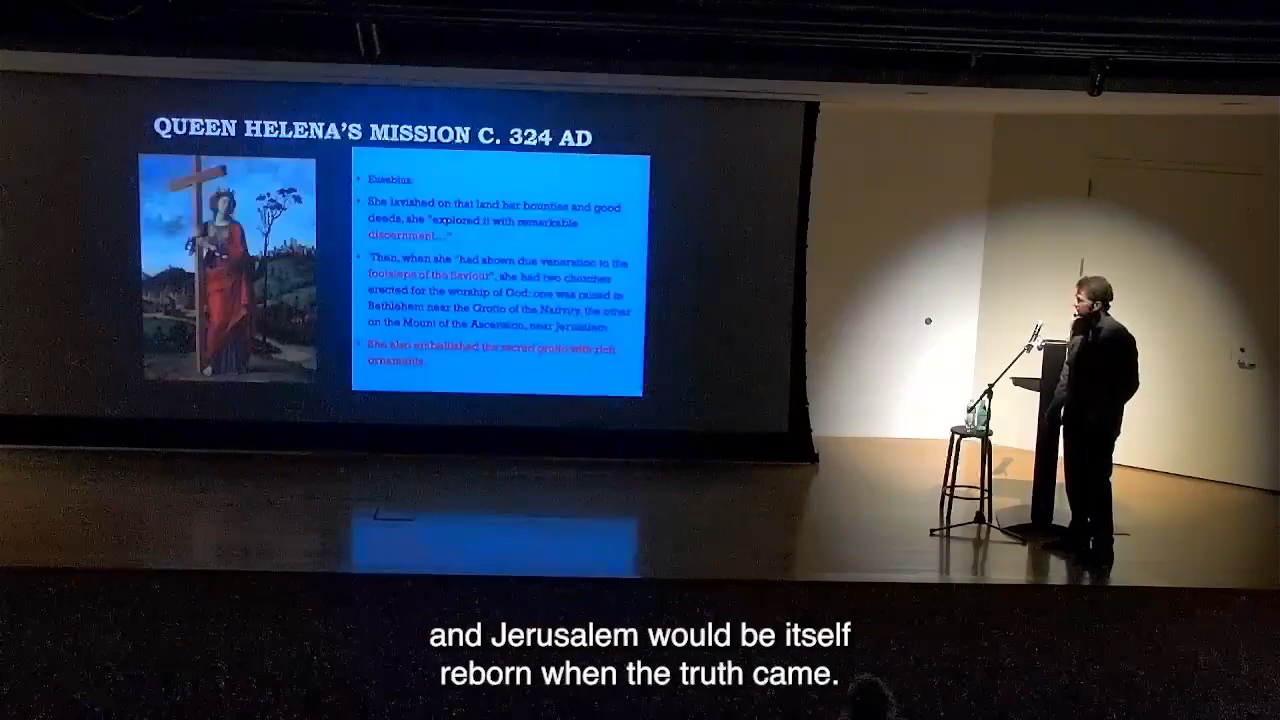 QUEEN HELENA'S MISSION C. 324 AD
• Eusebius:
• She lavished on that land her bounties and good
deeds, she "explored it with remarkable
discernment..."
• Then, when she "had shown due veneration to the
footsteps of the Saviour", she had two churches
erected for the worship of God: one was raised in
Bethlehem near the Grotto of the Nativity, the other
on the Mount of the Ascension, near Jerusalem.
• She also embellished the sacred grotto with rich
ornaments.
and Jerusalem would be itself
reborn when the truth came.